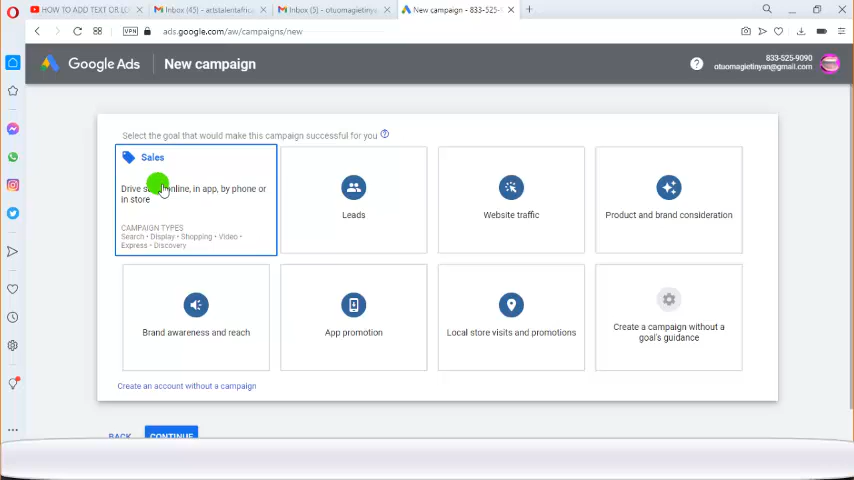 HOW TO ADD TEXT OR LO
Inbox (45) - artstalentafric
Inbox (5) - otuomagietinyan
New campaign - 833-525-
VPN
ads.google.com/aw/campaigns/new
Google Ads
New campaign
833-525-9090
otuomagietinyan@gmail.com
Select the goal that would make this campaign successful for you
Sales
Drive online, in app, by phone or
in store
CAMPAIGN TYPES
Search • Display • Shopping • Video •
Express • Discovery
Leads
Website traffic
Product and brand consideration
Brand awareness and reach
App promotion
Local store visits and promotions
Create a campaign without a
goal's guidance
Create an account without a campaign
BACK
CONTINUE